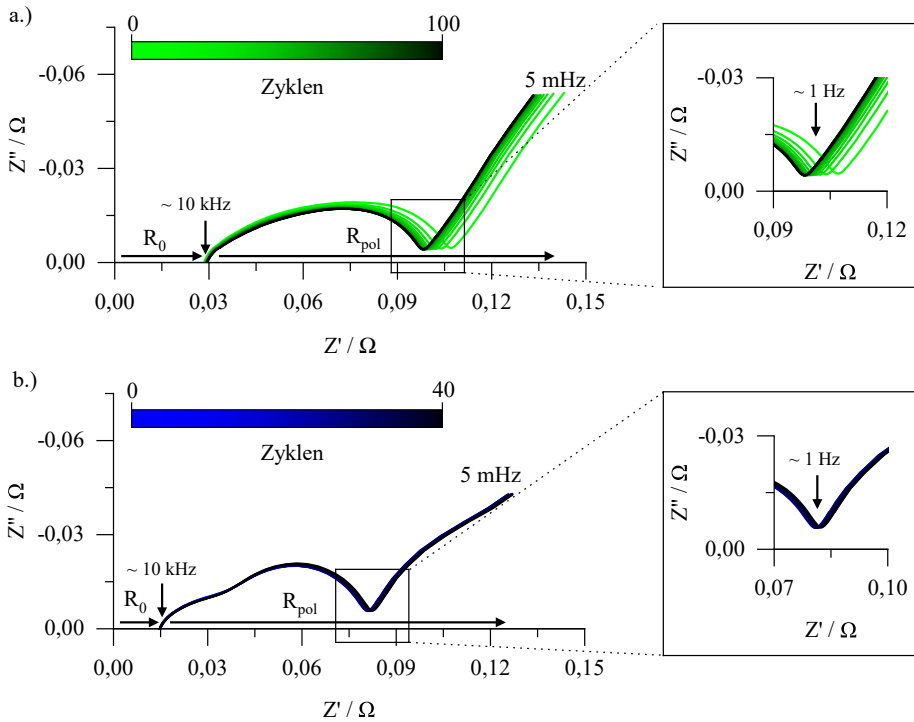 a.)
0 100
Zyklen
5 mHz
-0,06
-0,03
0,00
Z'' / Ω
~ 10 kHz
R0
Rpol
0,00 0,03 0,06 0,09 0,12 0,15
Z' / Ω
-0,03
~ 1 Hz
Z'' / Ω
0,00
0,09 0,12
Z' / Ω
b.)
0 40
Zyklen
5 mHz
-0,06
-0,03
0,00
Z'' / Ω
~ 10 kHz
R0
Rpol
0,00 0,03 0,06 0,09 0,12 0,15
Z' / Ω
-0,03
~ 1 Hz
Z'' / Ω
0,00
0,07 0,10
Z' / Ω